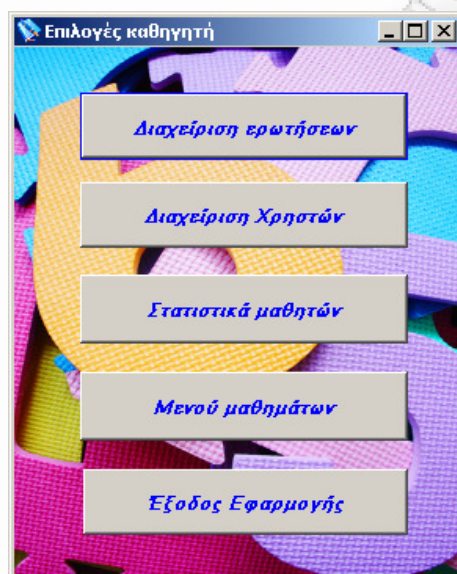 Επιλογές καθηγητή
Διαχείριση ερωτήσεων
Διαχείριση Χρηστών
Στατιστικά μαθητών
Μενού μαθημάτων
Έξοδος Εφαρμογής